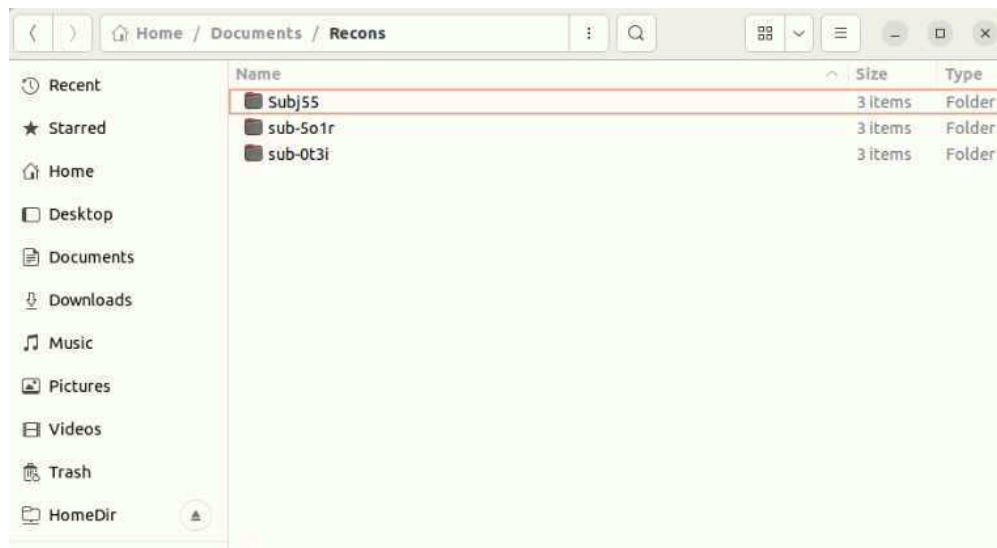 Home / Documents / Recons
Name Size Type
Recent
Subj55 3 items Folder
Starred
sub-5o1r 3 items Folder
sub-0t3i 3 items Folder
Home
Desktop
Documents
Downloads
Music
Pictures
Videos
Trash
HomeDir